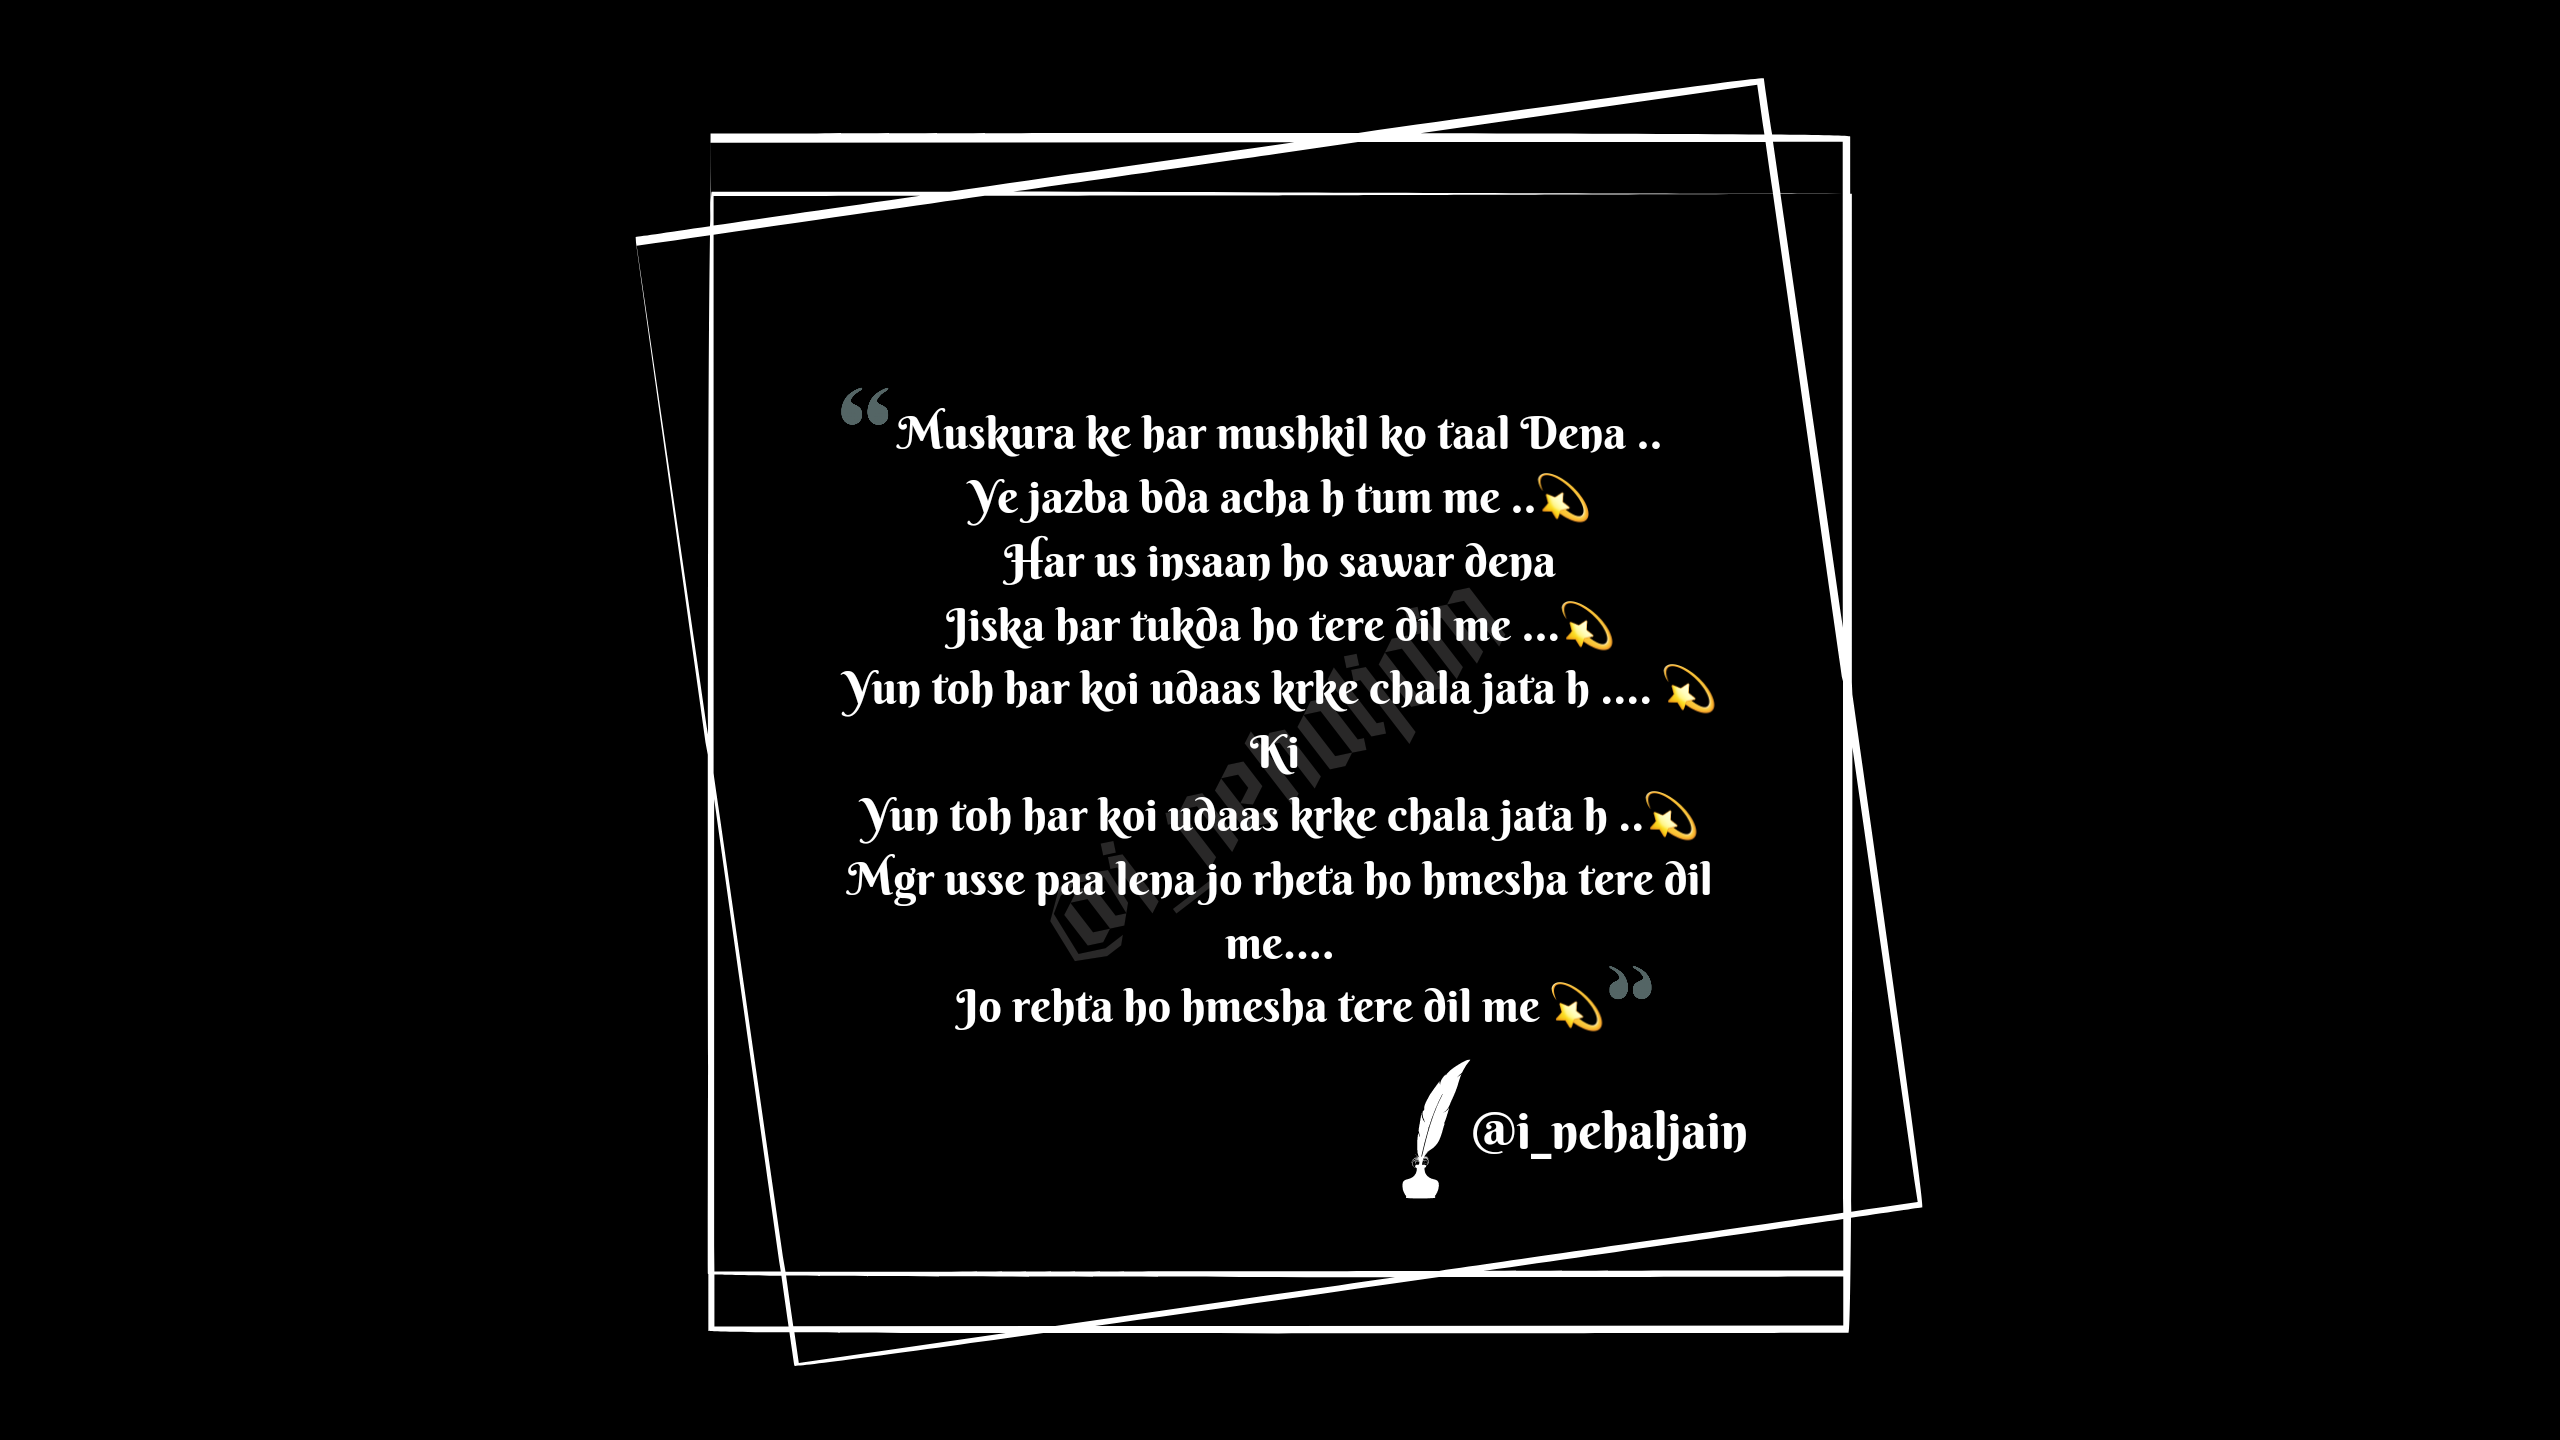 “Muskura ke har mushkil ko taal Dena ..
Ye jazba bda acha h tum me ..💫
Har us insaan ho sawar dena
Jiska har tukda ho tere dil me ...💫
Yun toh har koi udaas krke chala jata h .... 💫
Ki
Yun toh har koi udaas krke chala jata h ..💫
Mgr usse paa lena jo rheta ho hmesha tere dil
me....
Jo rehta ho hmesha tere dil me 💫”
@i_nehaljain
@i_nehaljain